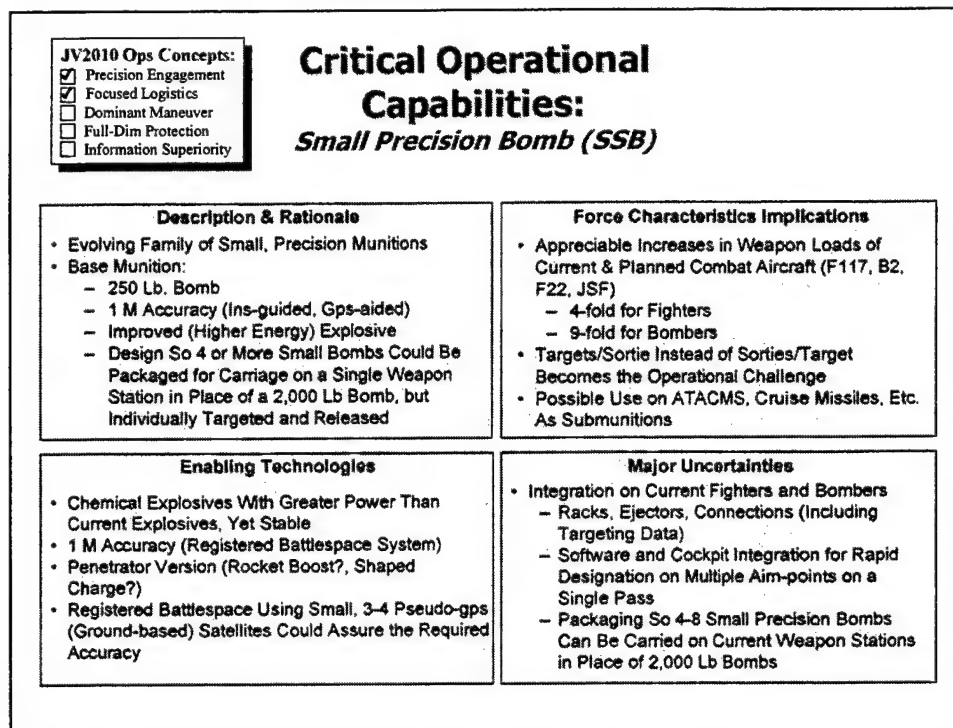 JV2010 Ops Concepts:
☑ Precision Engagement
☑ Focused Logistics
☐ Dominant Maneuver
☐ Full-Dim Protection
☐ Information Superiority
Critical Operational
Capabilities:
Small Precision Bomb (SSB)
Description & Rationale
• Evolving Family of Small, Precision Munitions
• Base Munition:
– 250 Lb. Bomb
– 1 M Accuracy (Ins-guided, Gps-aided)
– Improved (Higher Energy) Explosive
– Design So 4 or More Small Bombs Could Be
Packaged for Carriage on a Single Weapon
Station in Place of a 2,000 Lb Bomb, but
Individually Targeted and Released
Force Characteristics Implications
• Appreciable Increases in Weapon Loads of
Current & Planned Combat Aircraft (F117, B2,
F22, JSF)
– 4-fold for Fighters
– 9-fold for Bombers
• Targets/Sortie Instead of Sorties/Target
Becomes the Operational Challenge
• Possible Use on ATACMS, Cruise Missiles, Etc.
As Submunitions
Enabling Technologies
• Chemical Explosives With Greater Power Than
Current Explosives, Yet Stable
• 1 M Accuracy (Registered Battlespace System)
• Penetrator Version (Rocket Boost?, Shaped
Charge?)
• Registered Battlespace Using Small, 3-4 Pseudo-gps
(Ground-based) Satellites Could Assure the Required
Accuracy
Major Uncertainties
• Integration on Current Fighters and Bombers
– Racks, Ejectors, Connections (Including
Targeting Data)
– Software and Cockpit Integration for Rapid
Designation on Multiple Aim-points on a
Single Pass
– Packaging So 4-8 Small Precision Bombs
Can Be Carried on Current Weapon Stations
in Place of 2,000 Lb Bombs